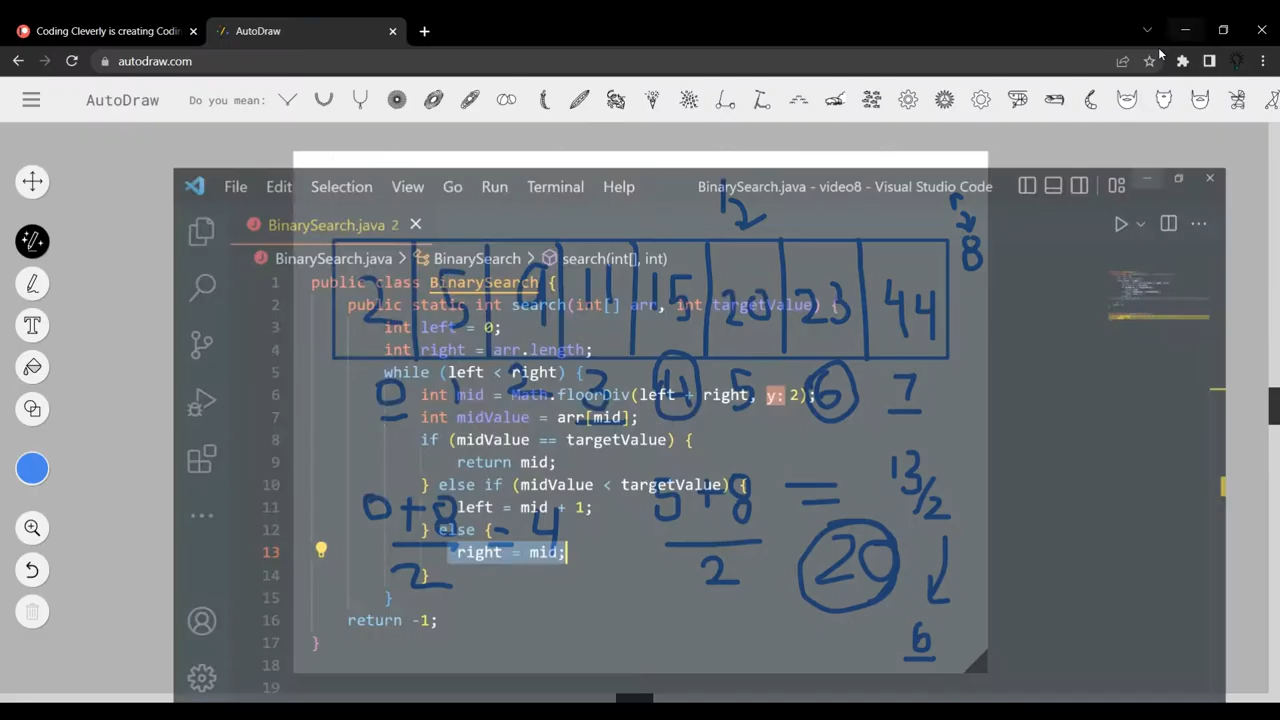 Coding Cleverly is creating Codin
AutoDraw
autodraw.com
AutoDraw
Do you mean:
File Edit Selection View Go Run Terminal Help
BinarySearch.java - video8 - Visual Studio Code
BinarySearch.java 2
BinarySearch.java > BinarySearch > search(int[], int)
1 public class BinarySearch {
2 public static int search(int[] arr, int targetValue) {
3 int left = 0;
4 int right = arr.length;
5 while (left < right) {
6 int mid = Math.floorDiv(left + right, y: 2);
7 int midValue = arr[mid];
8 if (midValue == targetValue) {
9 return mid;
10 } else if (midValue < targetValue) {
11 left = mid + 1;
12 } else {
13 right = mid;
14 }
15 }
16 return -1;
17 }
18
19
r
8
2 5 9 11 15 20 23 44
0 1 2 3 4 5 6 7
0+8
2
= 4
5+8
2
=
13/2
20
6